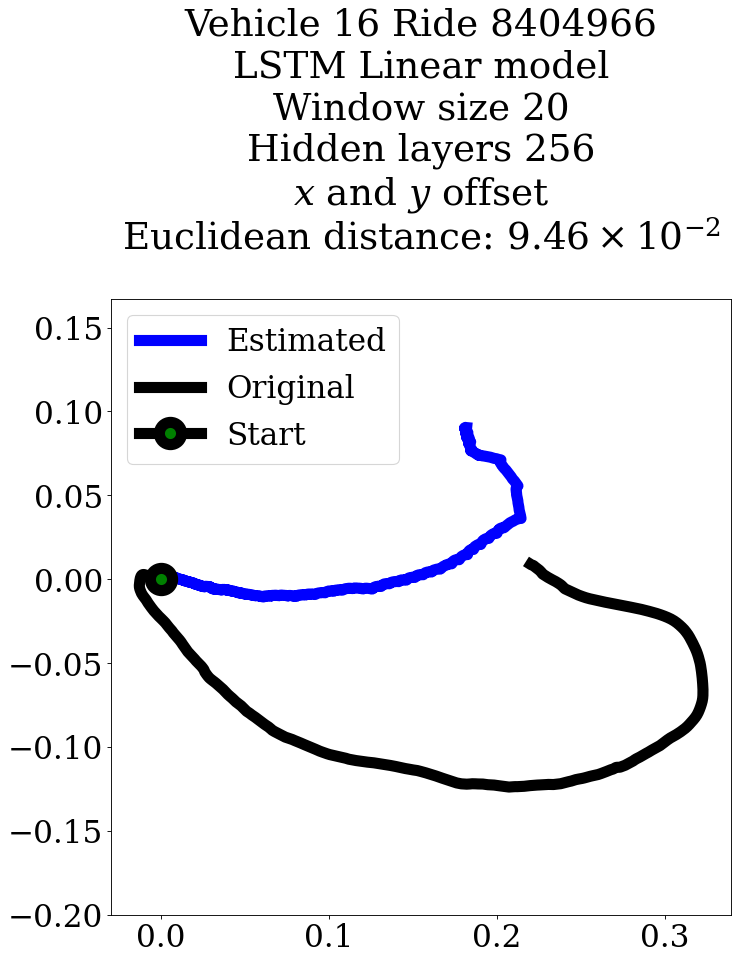 Vehicle 16 Ride 8404966
LSTM Linear model
Window size 20
Hidden layers 256
x and y offset
Euclidean distance: 9.46 × 10⁻²
Estimated
Original
Start
0.15
0.10
0.05
0.00
−0.05
−0.10
−0.15
−0.20
0.0 0.1 0.2 0.3